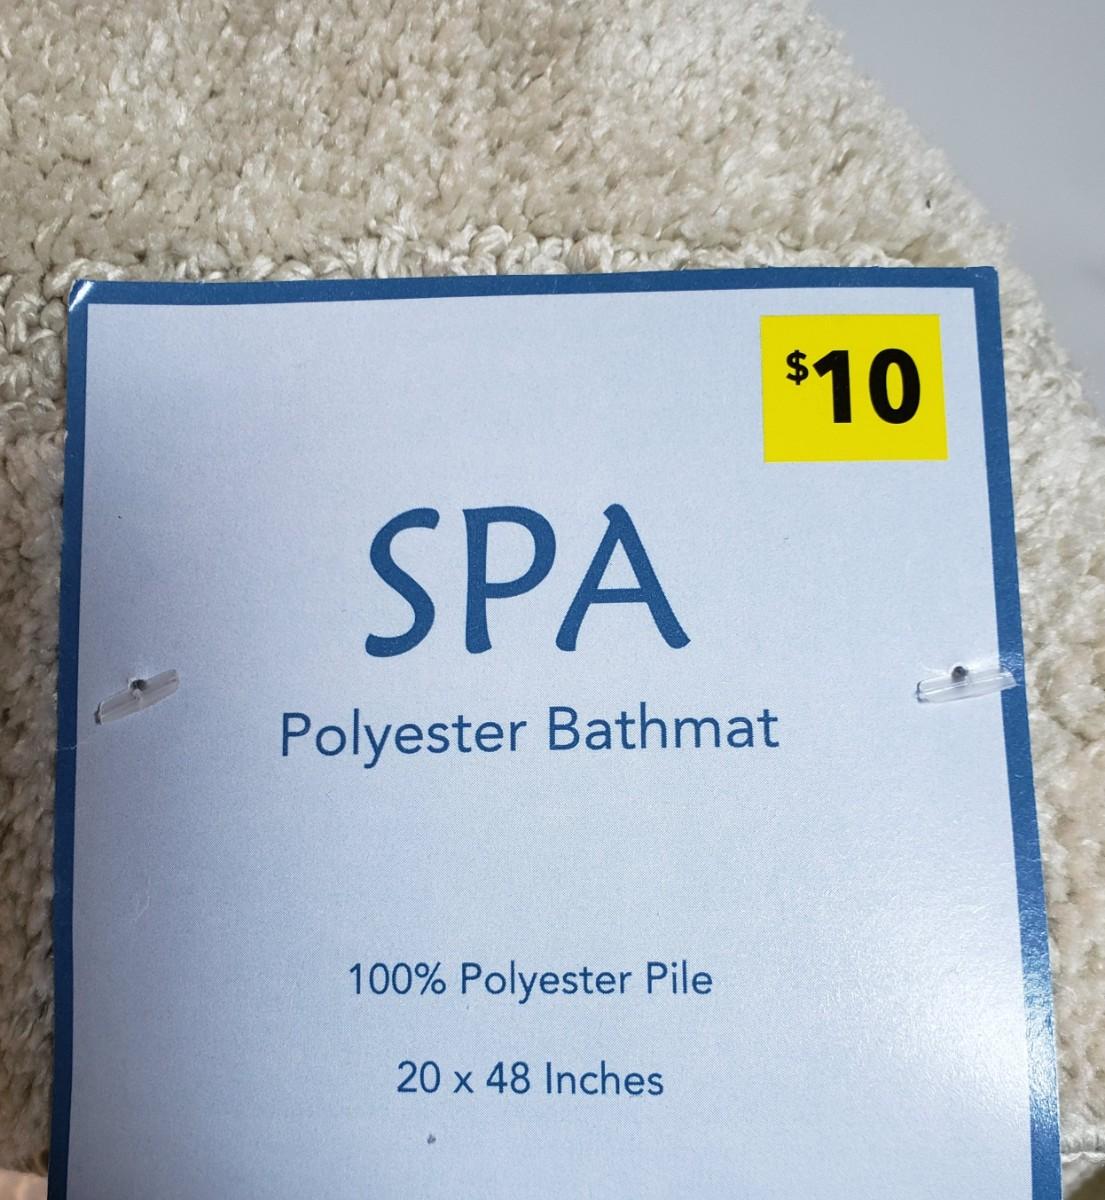 $10
SPA
Polyester Bathmat
100% Polyester Pile
20 x 48 Inches